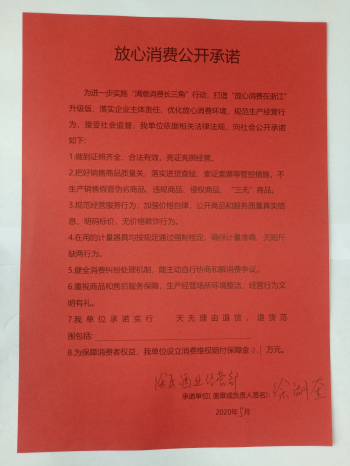 放心消费公开承诺
为进一步实施“满意消费长三角”行动，打造“放心消费在浙江”
升级版，落实企业主体责任，优化放心消费环境，规范生产经营行
为，接受社会监督，我单位依据相关法律法规，向社会公开承诺
如下：
1.做到证照齐全、合法有效，亮证亮照经营。
2.把好销售商品质量关，落实进货查验、索证索票等管控措施，不
生产销售假冒伪劣商品、违规商品、侵权商品、“三无”商品。
3.规范经营服务行为，加强价格自律，公开商品和服务质量真实信
息，明码标价，无价格欺诈行为。
4.在用的计量器具均按规定通过强制检定，确保计量准确，无短斤
缺两行为。
5.健全消费纠纷处理机制，能主动自行协商和解消费争议。
6.重视商品和售后服务保障，生产经营场所环境整洁，经营行为文
明有礼。
7.我单位承诺实行 天无理由退货，退货范
围包括:
8.为保障消费者权益，我单位设立消费维权赔付保障金 0.1 万元。
酒业经营部
承诺单位(盖章或负责人签名): 徐
2020年5月